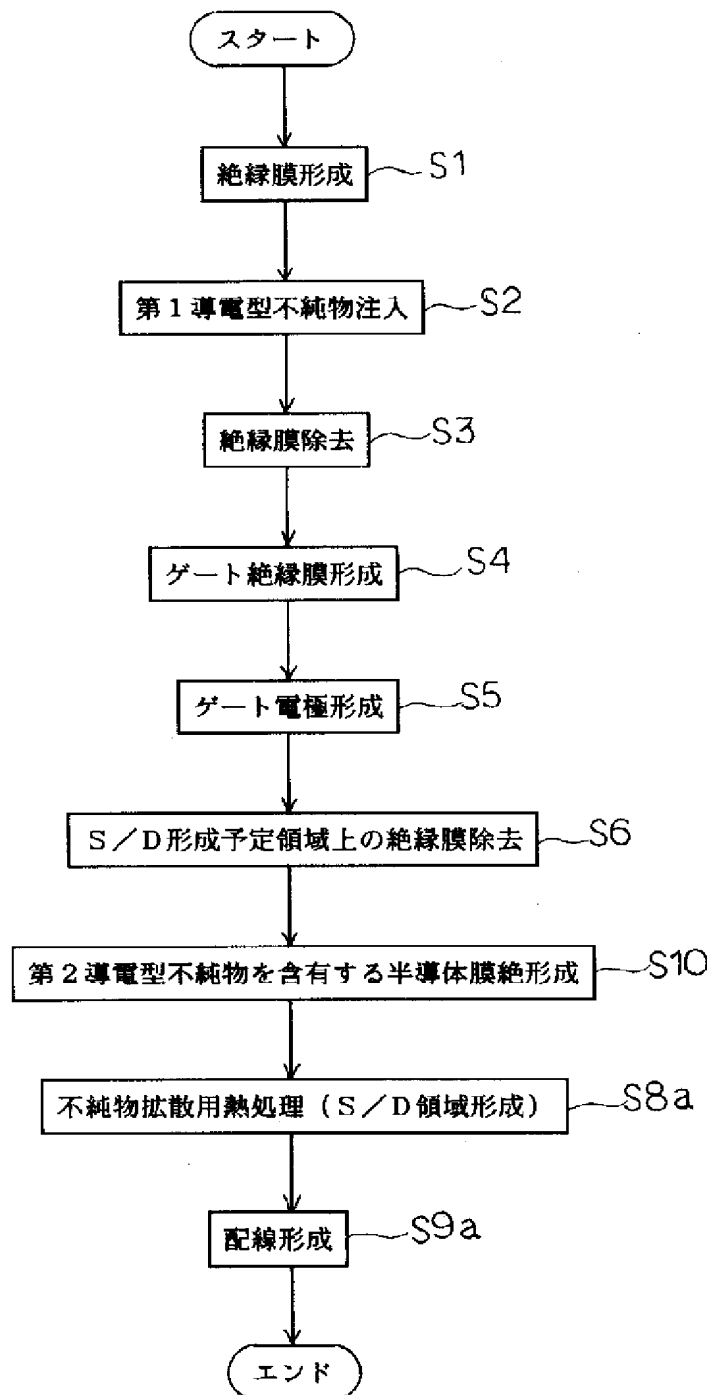 スタート
絶縁膜形成 S1
第1導電型不純物注入 S2
絶縁膜除去 S3
ゲート絶縁膜形成 S4
ゲート電極形成 S5
S/D形成予定領域上の絶縁膜除去 S6
第2導電型不純物を含有する半導体膜絶形成 S10
不純物拡散用熱処理(S/D領域形成) S8a
配線形成 S9a
エンド